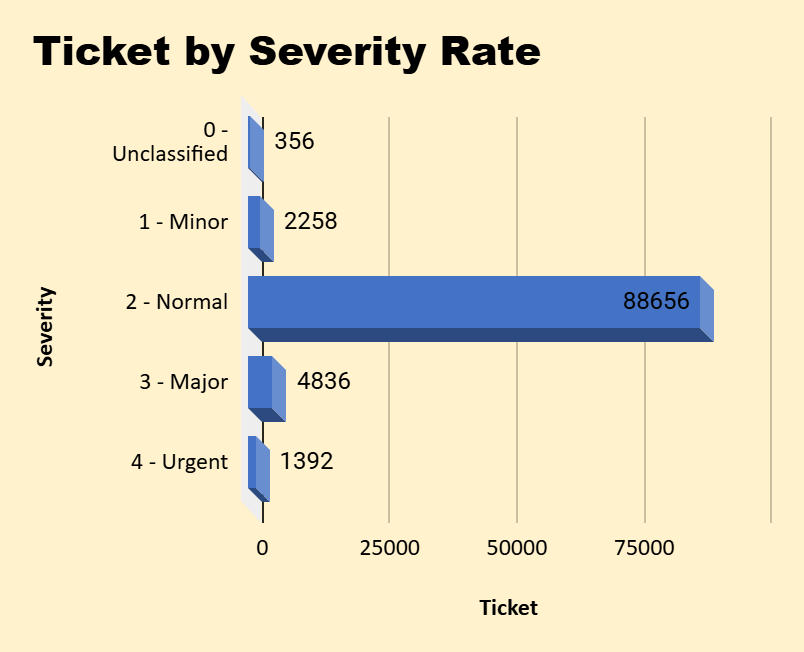 Ticket by Severity Rate
0 -
Unclassified
356
1 - Minor
2258
2 - Normal
88656
3 - Major
4836
4 - Urgent
1392
Severity
0
25000
50000
75000
Ticket